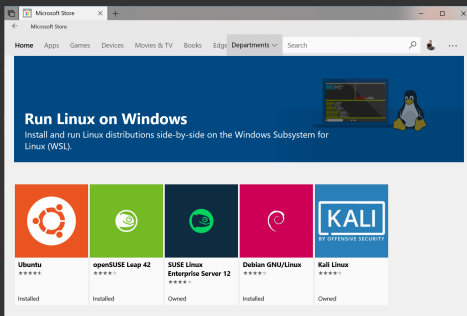 Microsoft Store
Microsoft Store
Home Apps Games Devices Movies & TV Books Edge Departments Search
Run Linux on Windows
Install and run Linux distributions side-by-side on the Windows Subsystem for
Linux (WSL).
KALI
BY OFFENSIVE SECURITY
Ubuntu
Installed
openSUSE Leap 42
Installed
SUSE Linux
Enterprise Server 12
Owned
Debian GNU/Linux
Installed
Kali Linux
Owned